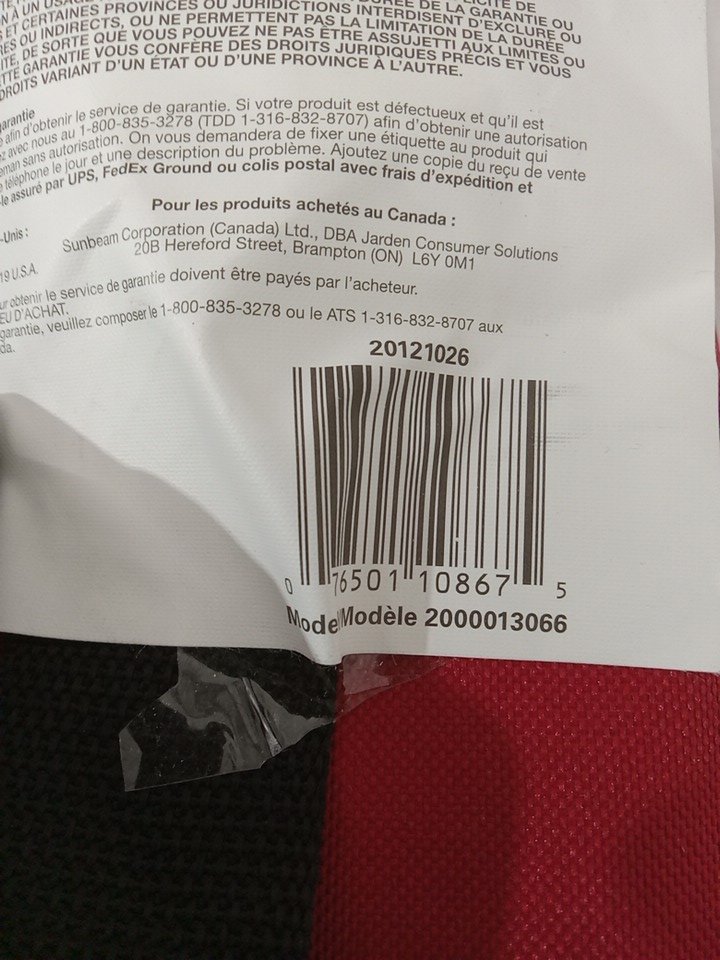 DURÉE DE LA GARANTIE OU
ET CERTAINES PROVINCES OU JURIDICTIONS INTERDISENT D'EXCLURE OU
OU INDIRECTS, OU NE PERMETTENT PAS LA LIMITATION DE LA DURÉE
DE SORTE QUE VOUS POUVEZ NE PAS ÊTRE ASSUJETTI AUX LIMITES OU
GARANTIE VOUS CONFÈRE DES DROITS JURIDIQUES PRÉCIS ET VOUS
DROITS VARIANT D'UN ÉTAT OU D'UNE PROVINCE À L'AUTRE.
garantie
afin d'obtenir le service de garantie. Si votre produit est défectueux et qu'il est
avec nous au 1-800-835-3278 (TDD 1-316-832-8707) afin d'obtenir une autorisation
sans autorisation. On vous demandera de fixer une étiquette au produit qui
téléphone le jour et une description du problème. Ajoutez une copie du reçu de vente
le assuré par UPS, FedEx Ground ou colis postal avec frais d'expédition et
-Unis :
Pour les produits achetés au Canada :
Sunbeam Corporation (Canada) Ltd., DBA Jarden Consumer Solutions
20B Hereford Street, Brampton (ON) L6Y 0M1
19 U.S.A.
obtenir le service de garantie doivent être payés par l'acheteur.
D'ACHAT.
garantie, veuillez composer le 1-800-835-3278 ou le ATS 1-316-832-8707 aux
da.
20121026
0 76501 10867 5
Model/Modèle 2000013066